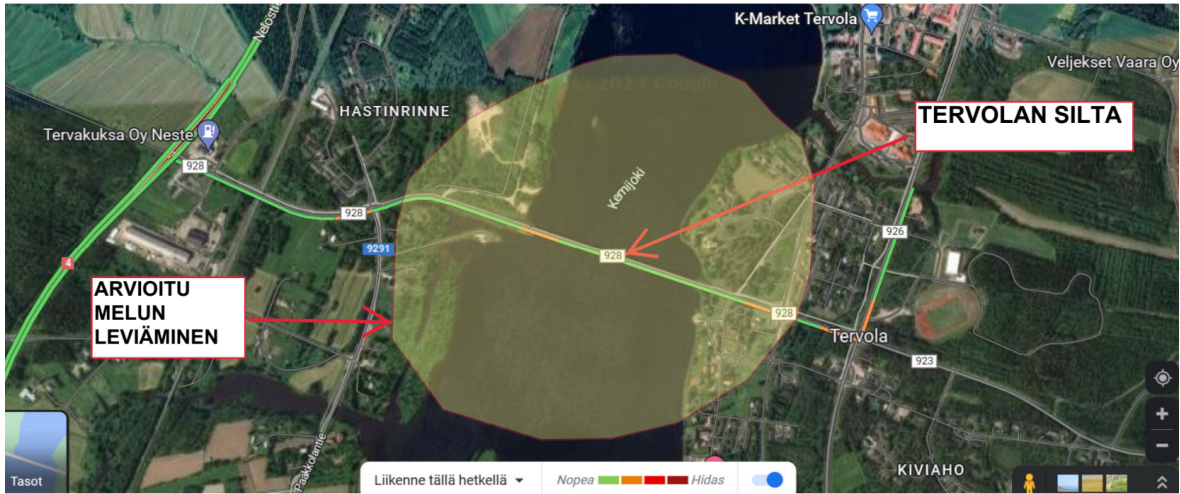 K-Market Tervola
Veljekset Vaara Oy
HASTINRINNE
TERVOLAN SILTA
Tervakuksa Oy Neste
928
Kemijoki
928
926
9291
928
4
ARVIOITU
MELUN
LEVIÄMINEN
928
Tervola
923
Paakkolantie
KIVIAHO
Tasot
Liikenne tällä hetkellä
Nopea
Hidas